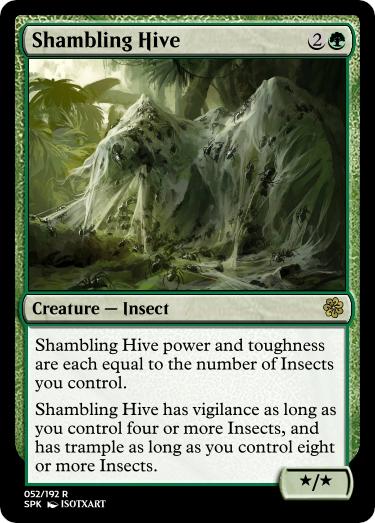 Shambling Hive 2
Creature — Insect
Shambling Hive power and toughness
are each equal to the number of Insects
you control.
Shambling Hive has vigilance as long as
you control four or more Insects, and
has trample as long as you control eight
or more Insects.
★/★
052/192 R
SPK ISOTXART